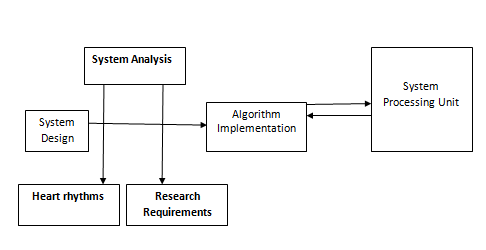 System Analysis
System
Processing Unit
System
Design
Algorithm
Implementation
Heart rhythms
Research
Requirements